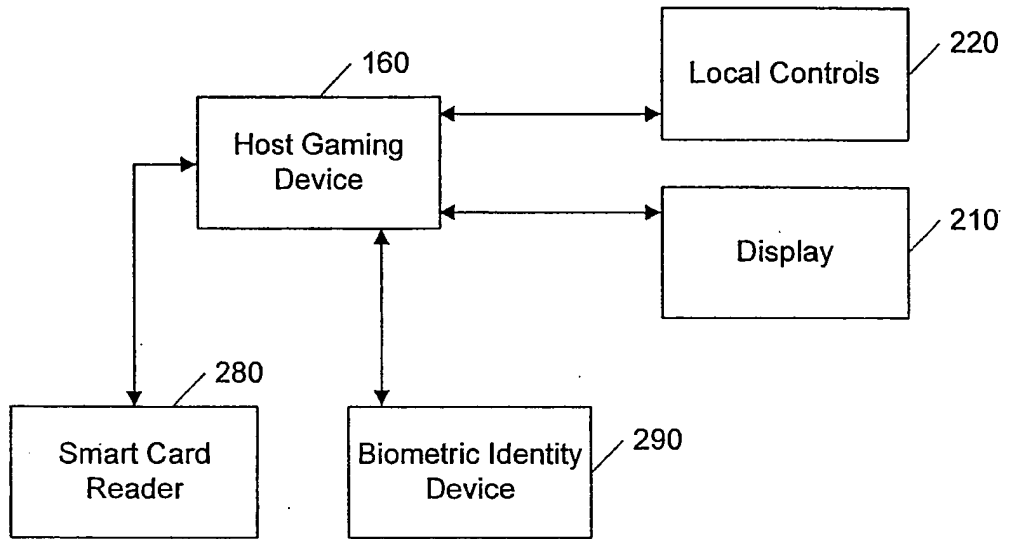 220
Local Controls
160
Host Gaming
Device
210
Display
280
Smart Card
Reader
290
Biometric Identity
Device